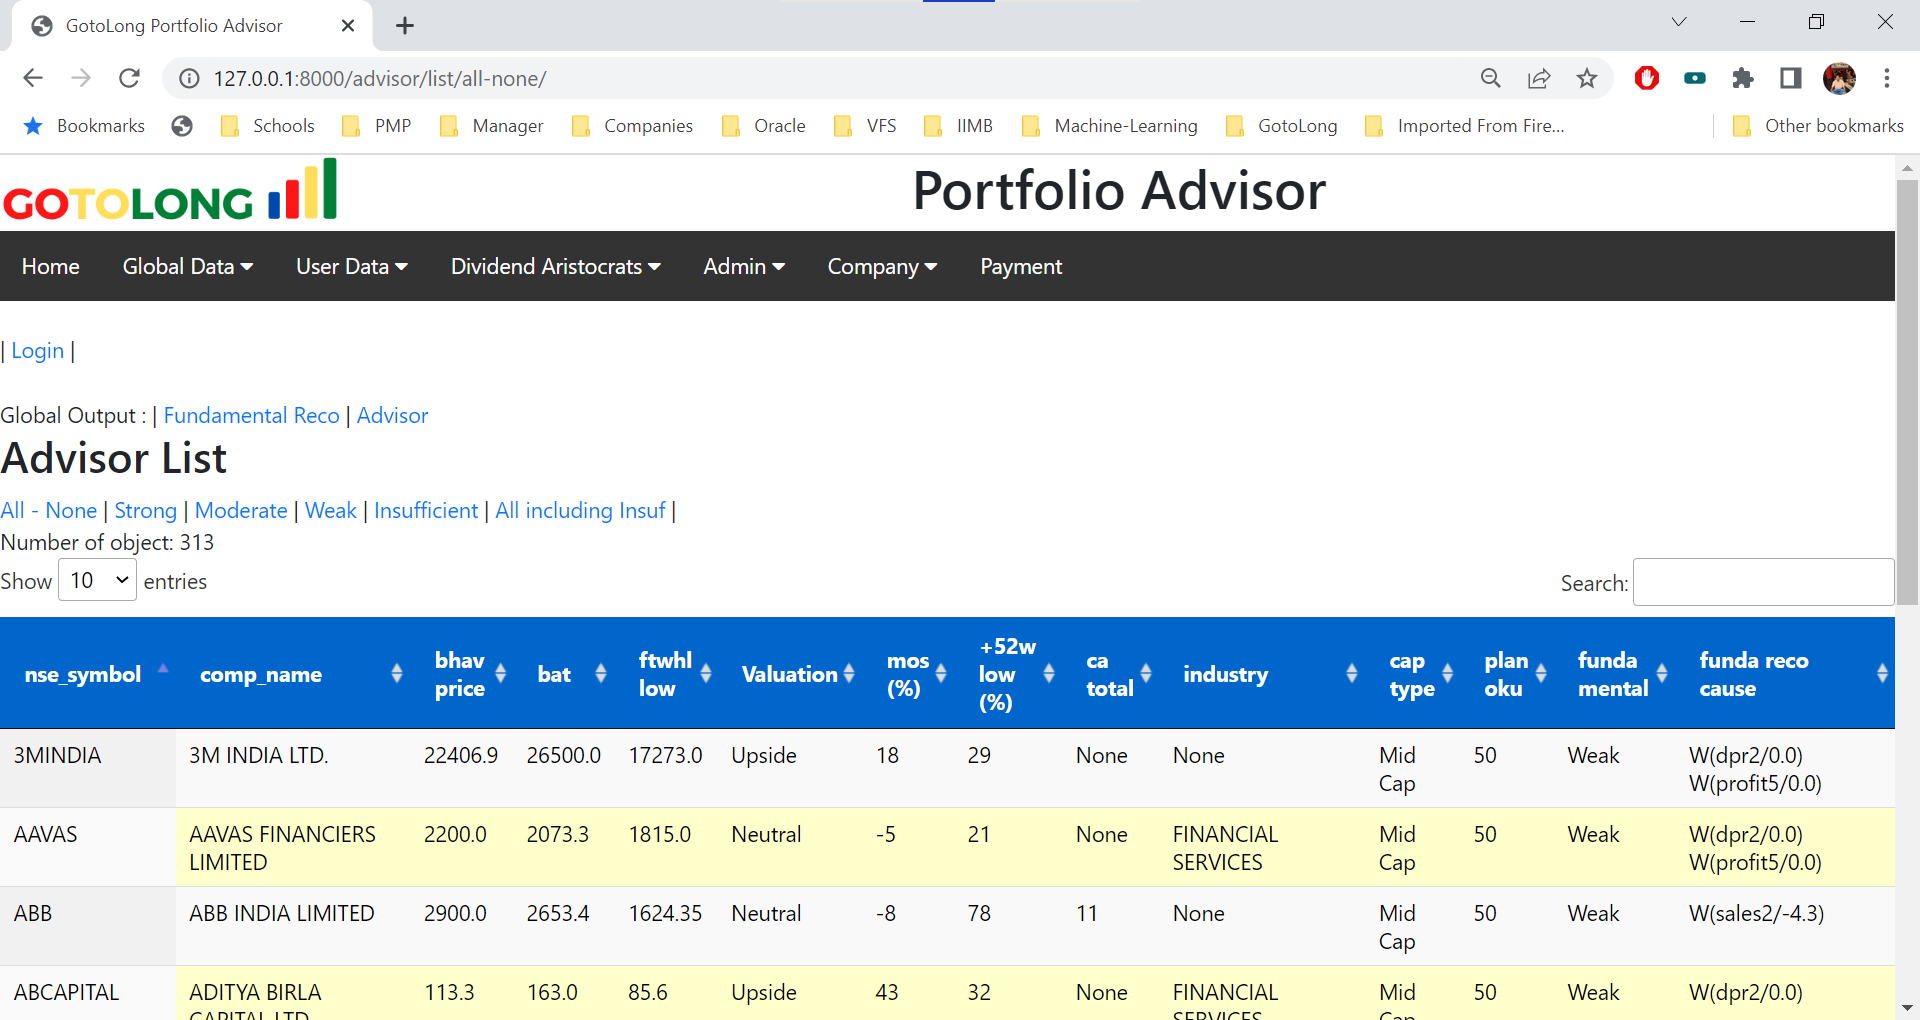 GotoLong Portfolio Advisor
127.0.0.1:8000/advisor/list/all-none/
Bookmarks Schools PMP Manager Companies Oracle VFS IIMB Machine-Learning GotoLong Imported From Fire... Other bookmarks
GOTOLONG Portfolio Advisor
Home Global Data User Data Dividend Aristocrats Admin Company Payment
| Login |
Global Output : | Fundamental Reco | Advisor
Advisor List
All - None | Strong | Moderate | Weak | Insufficient | All including Insuf |
Number of object: 313
Show 10 entries Search:
nse_symbol comp_name bhav price bat ftwhl low Valuation mos (%) +52w low (%) ca total industry cap type plan oku funda mental funda reco cause
3MINDIA 3M INDIA LTD. 22406.9 26500.0 17273.0 Upside 18 29 None None Mid Cap 50 Weak W(dpr2/0.0) W(profit5/0.0)
AAVAS AAVAS FINANCIERS LIMITED 2200.0 2073.3 1815.0 Neutral -5 21 None FINANCIAL SERVICES Mid Cap 50 Weak W(dpr2/0.0) W(profit5/0.0)
ABB ABB INDIA LIMITED 2900.0 2653.4 1624.35 Neutral -8 78 11 None Mid Cap 50 Weak W(sales2/-4.3)
ABCAPITAL ADITYA BIRLA CAPITAL LTD. 113.3 163.0 85.6 Upside 43 32 None FINANCIAL SERVICES Mid Cap 50 Weak W(dpr2/0.0)